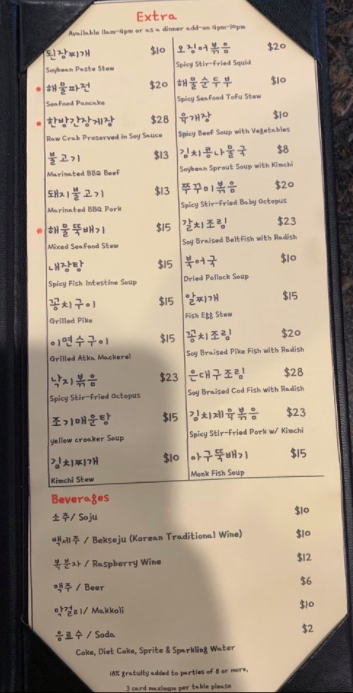 Extra
Available 11am-4pm or as a dinner add-on 4pm-10pm
된장찌개 $10
Soybean Paste Stew
해물파전 $20
Seafood Pancake
한방간장게장 $28
Raw Crab Preserved in Soy Sauce
불고기 $13
Marinated BBQ Beef
돼지불고기 $13
Marinated BBQ Pork
해물뚝배기 $15
Mixed Seafood Stew
내장탕 $15
Spicy Fish Intestine Soup
꽁치구이 $15
Grilled Pike
이면수구이 $15
Grilled Atka Mackerel
낙지볶음 $23
Spicy Stir-Fried Octopus
조기매운탕 $15
yellow croaker Soup
김치찌개 $10
Kimchi Stew
오징어볶음 $20
Spicy Stir-fried Squid
해물순두부 $10
Spicy Seafood Tofu Stew
육개장 $10
Spicy Beef Soup with Vegetables
김치콩나물국 $8
Soybean Sprout Soup with Kimchi
쭈꾸미볶음 $20
Spicy Stir-fried Baby Octopus
갈치조림 $23
Soy Braised Beltfish with Radish
북어국 $10
Dried Pollock Soup
알찌개 $15
Fish Egg Stew
꽁치조림 $20
Soy Braised Pike Fish with Radish
은대구조림 $28
Soy Braised Cod Fish with Radish
김치제육볶음 $23
Spicy Stir-fried Pork w/ Kimchi
아구뚝배기 $15
Monk Fish Soup
Beverages
소주/ Soju $10
백세주 / Bekseju (Korean Traditional Wine) $10
복분자 / Raspberry Wine $12
맥주 / Beer $6
막걸리/ Makkoli $10
음료수 / Soda $2
Coke, Diet Coke, Sprite & Sparkling Water
18% gratuity added to parties of 6 or more.
3 card maximum per table please